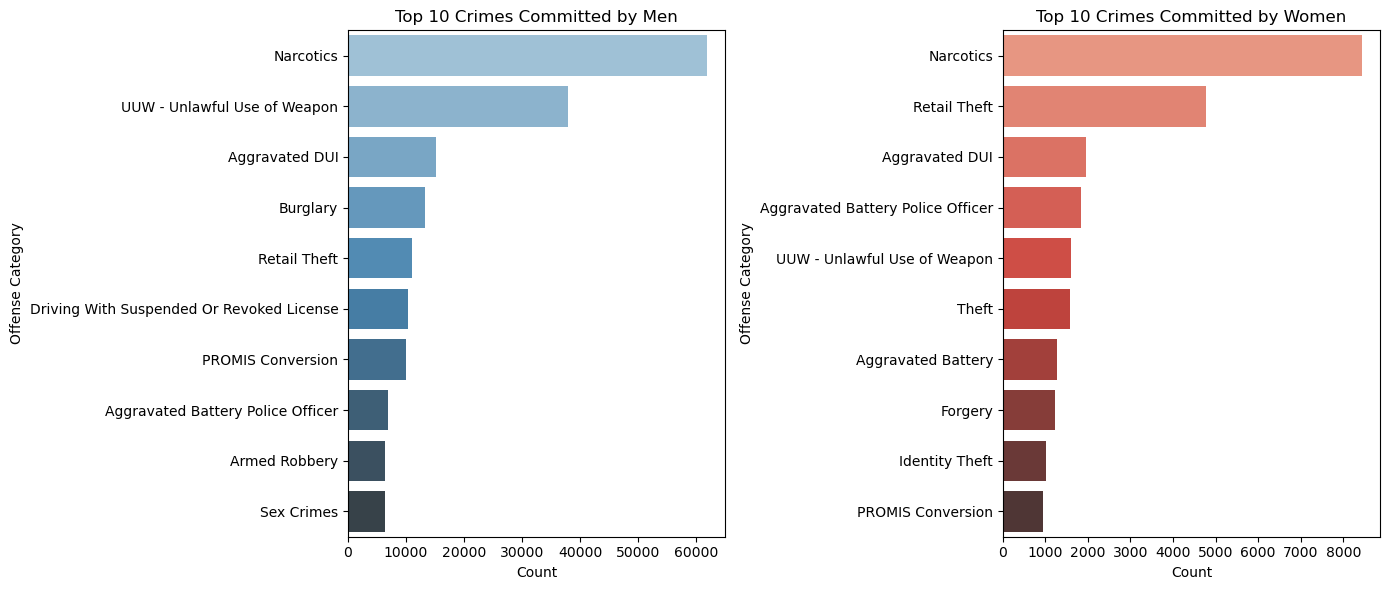 Top 10 Crimes Committed by Men
Offense Category
Narcotics
UUW - Unlawful Use of Weapon
Aggravated DUI
Burglary
Retail Theft
Driving With Suspended Or Revoked License
PROMIS Conversion
Aggravated Battery Police Officer
Armed Robbery
Sex Crimes
0 10000 20000 30000 40000 50000 60000
Count
Top 10 Crimes Committed by Women
Offense Category
Narcotics
Retail Theft
Aggravated DUI
Aggravated Battery Police Officer
UUW - Unlawful Use of Weapon
Theft
Aggravated Battery
Forgery
Identity Theft
PROMIS Conversion
0 1000 2000 3000 4000 5000 6000 7000 8000
Count